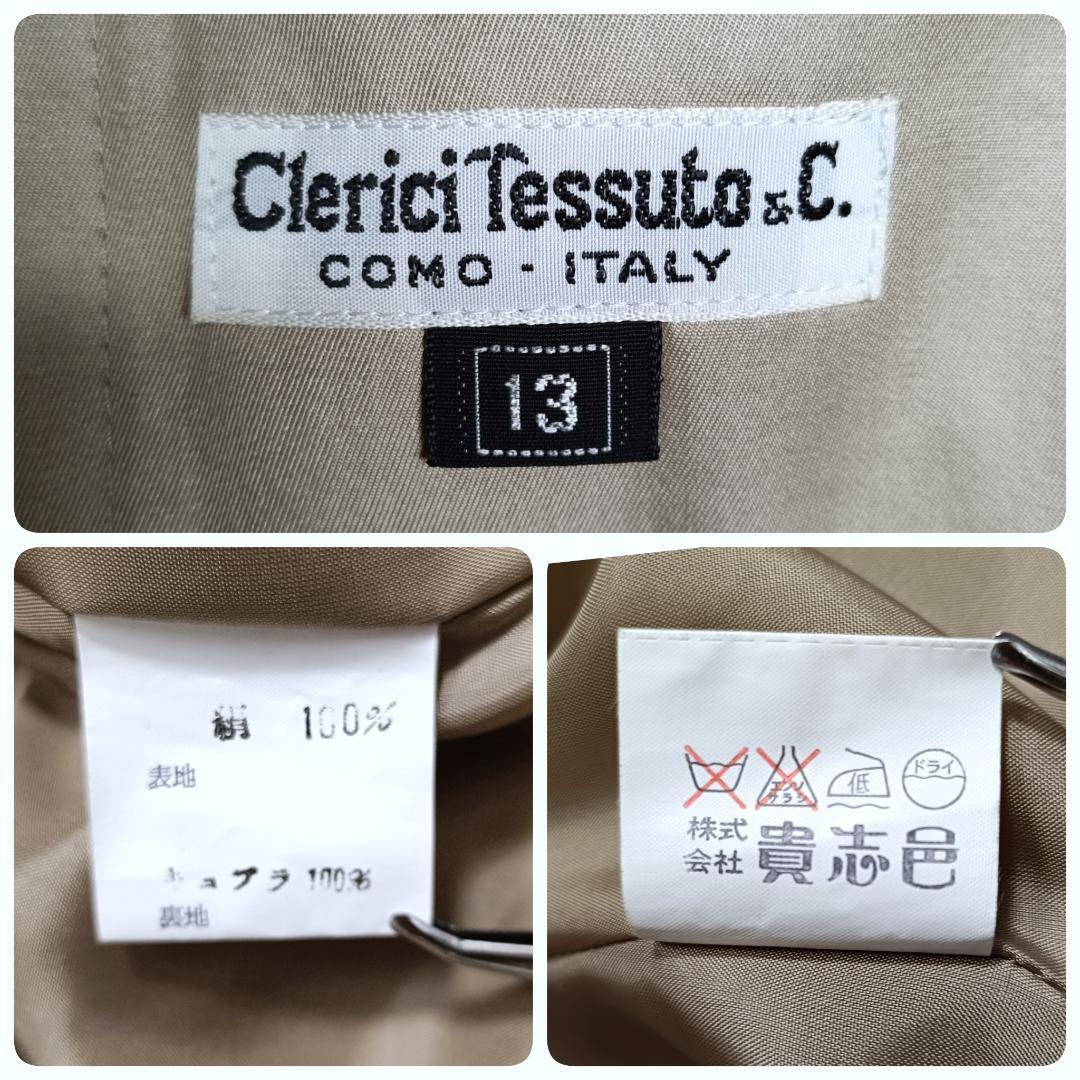 Clerici Tessuto & C.
COMO - ITALY
13
絹 100%
表地
キュプラ 100%
裏地
エンソ
サラシ
低
ドライ
株式
会社 貴志邑